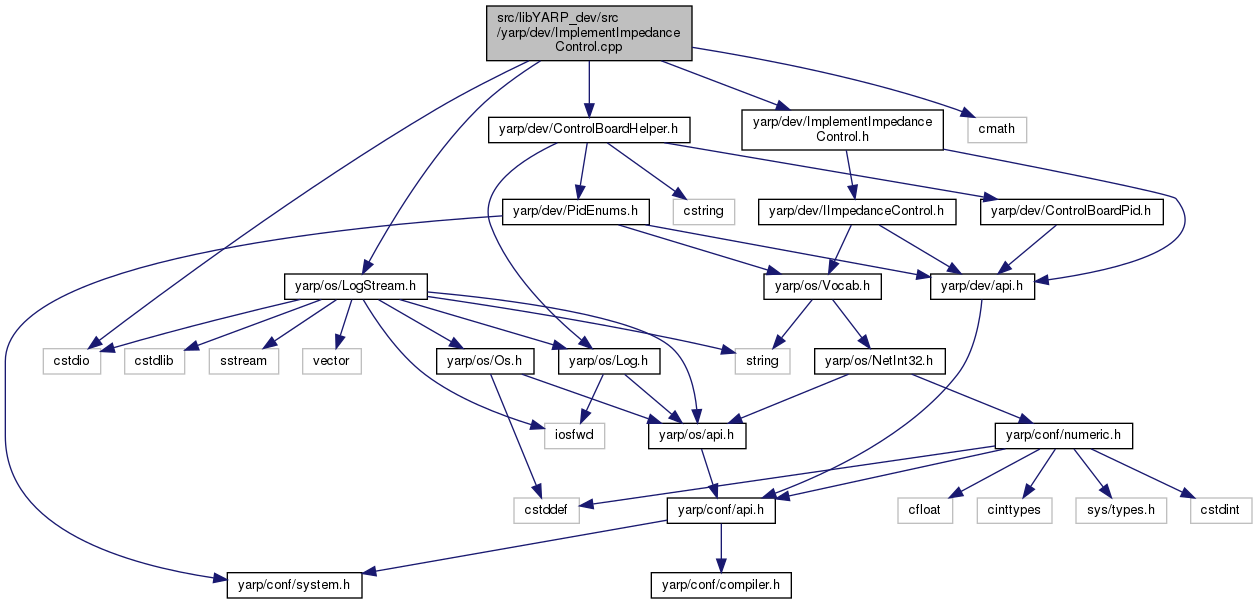 src/libYARP_dev/src
/yarp/dev/ImplementImpedance
Control.cpp
yarp/dev/ControlBoardHelper.h
yarp/dev/ImplementImpedance
Control.h
cmath
yarp/dev/PidEnums.h
cstring
yarp/dev/IImpedanceControl.h
yarp/dev/ControlBoardPid.h
yarp/os/LogStream.h
yarp/os/Vocab.h
yarp/dev/api.h
cstdio
cstdlib
sstream
vector
yarp/os/Os.h
yarp/os/Log.h
string
yarp/os/NetInt32.h
iosfwd
yarp/os/api.h
yarp/conf/numeric.h
cstddef
yarp/conf/api.h
cfloat
cinttypes
sys/types.h
cstdint
yarp/conf/system.h
yarp/conf/compiler.h